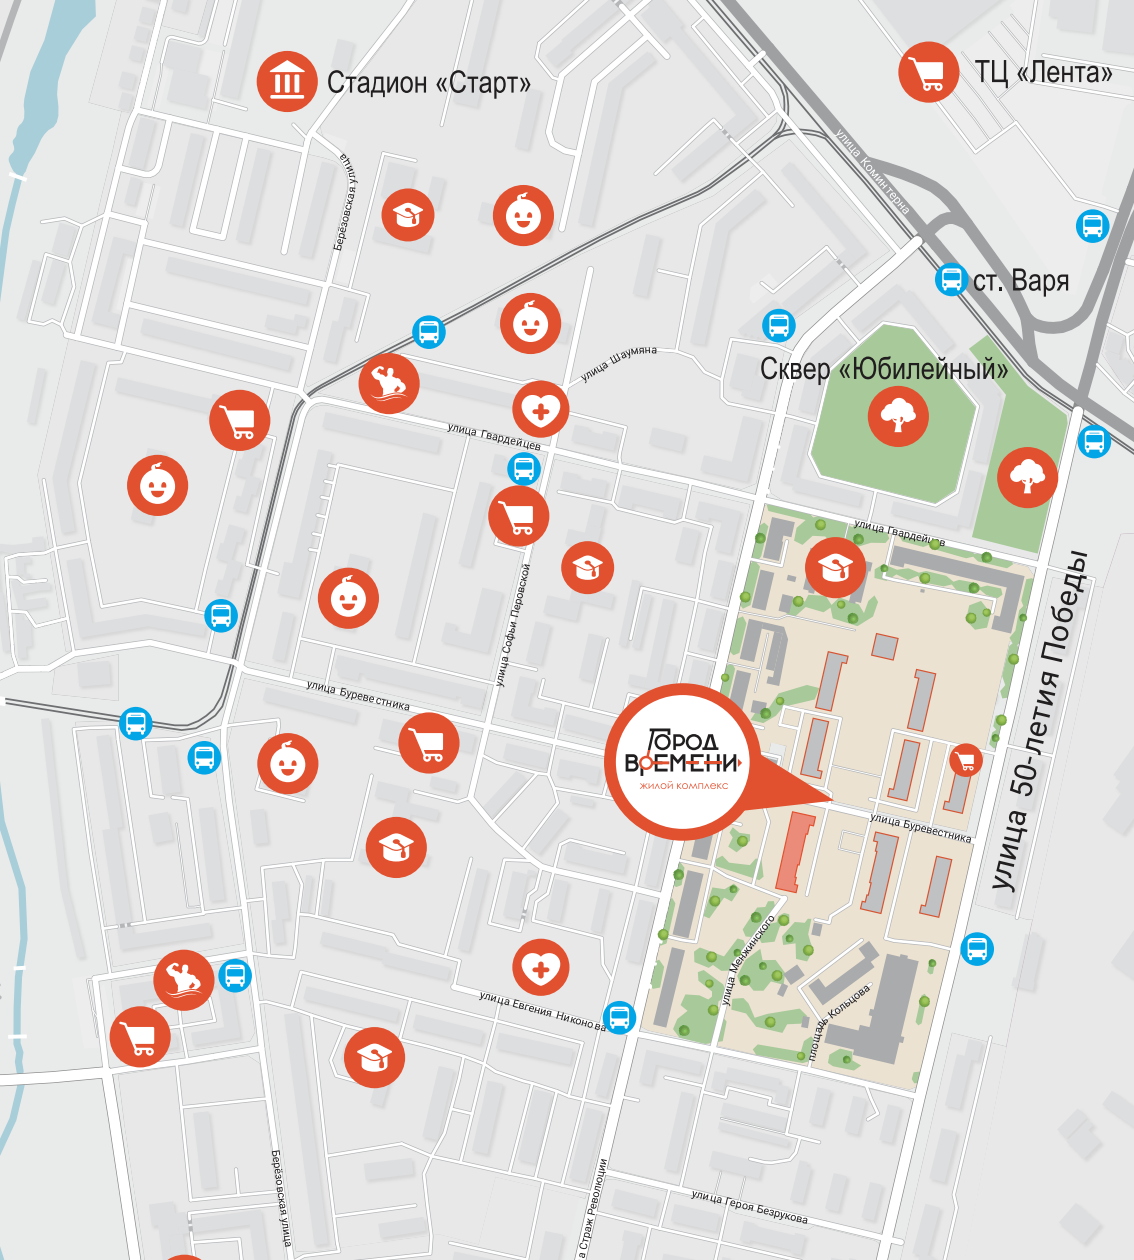 ТЦ «Лента»
Стадион «Старт»
улица Коминтерна
Берёзовская улица
ст. Варя
улица Шаумяна
Сквер «Юбилейный»
улица Гвардейцев
улица Гвардейцев
улица Софьи Перовской
улица 50-летия Победы
улица Буревестника
ГОРОД
ВРЕМЕНИ
ЖИЛОЙ КОМПЛЕКС
улица Буревестника
улица Менжинского
улица Евгения Никонова
площадь Кольцова
Берёзовская улица
а Страж Революции
улица Героя Безрукова